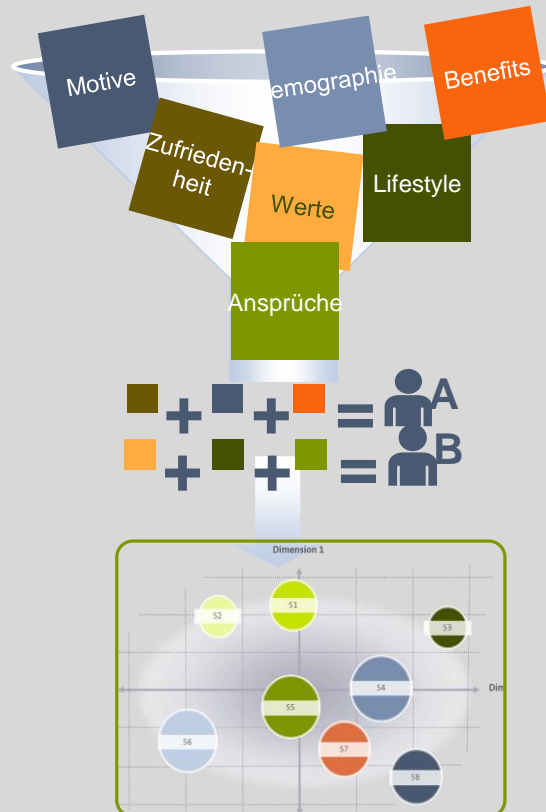 Motive
emographie
Benefits
Zufrieden-
heit
Werte
Lifestyle
Ansprüche
+ + = A
+ + = B
Dimension 1
S1
S2
S3
Dim
S4
S5
S6
S7
S8